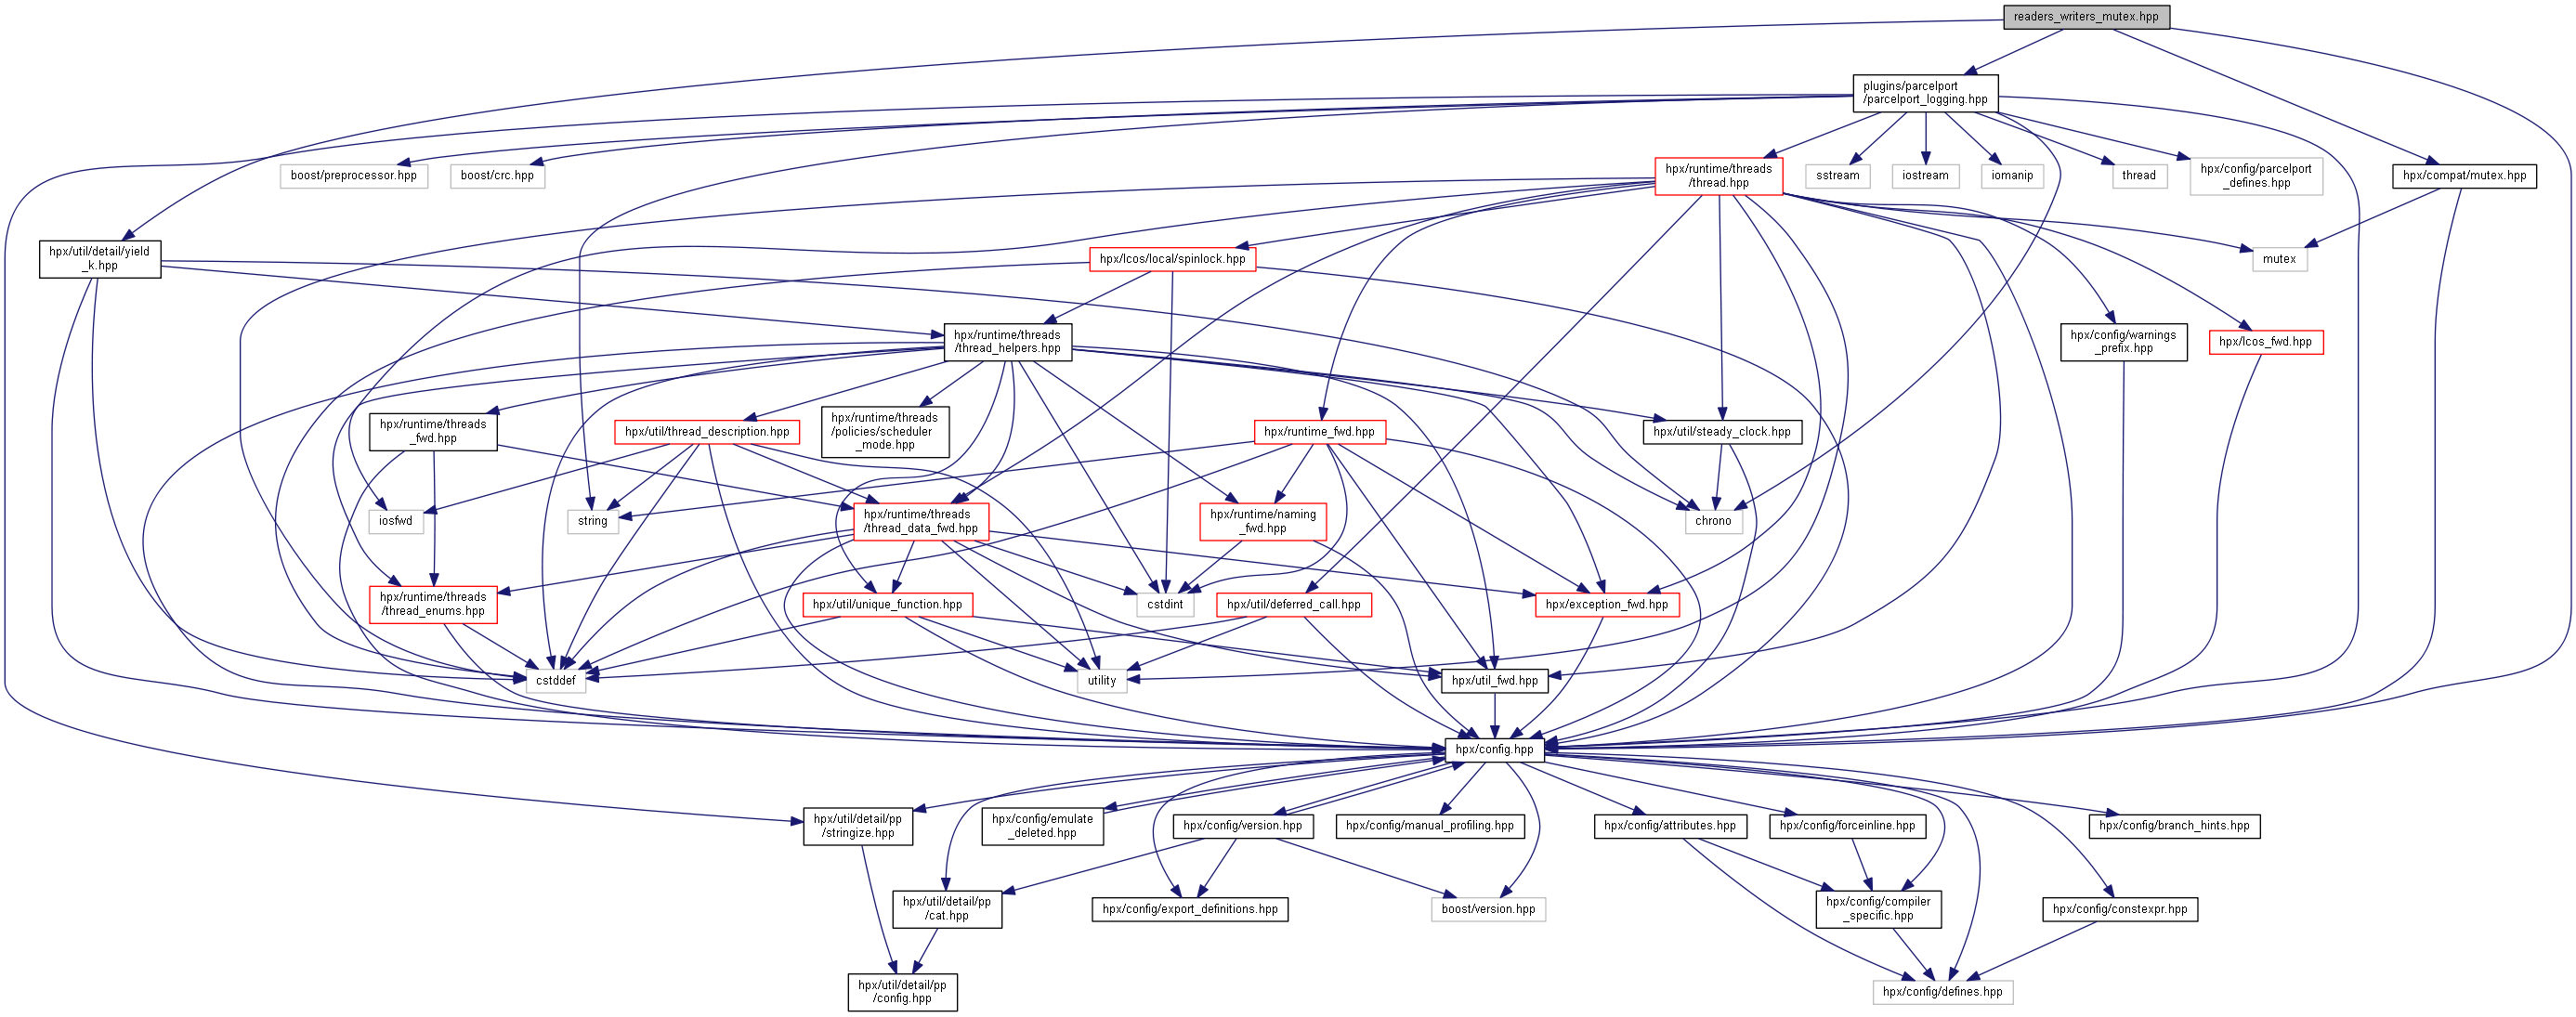 readers_writers_mutex.hpp
plugins/parcelport
/parcelport_logging.hpp
boost/preprocessor.hpp
boost/crc.hpp
hpx/runtime/threads
/thread.hpp
sstream
iostream
iomanip
thread
hpx/config/parcelport
_defines.hpp
hpx/compat/mutex.hpp
hpx/util/detail/yield
_k.hpp
hpx/lcos/local/spinlock.hpp
mutex
hpx/runtime/threads
/thread_helpers.hpp
hpx/config/warnings
_prefix.hpp
hpx/lcos_fwd.hpp
hpx/runtime/threads
_fwd.hpp
hpx/util/thread_description.hpp
hpx/runtime/threads
/policies/scheduler
_mode.hpp
hpx/runtime_fwd.hpp
hpx/util/steady_clock.hpp
iosfwd
string
hpx/runtime/threads
/thread_data_fwd.hpp
hpx/runtime/naming
_fwd.hpp
chrono
hpx/runtime/threads
/thread_enums.hpp
hpx/util/unique_function.hpp
cstdint
hpx/util/deferred_call.hpp
hpx/exception_fwd.hpp
cstddef
utility
hpx/util_fwd.hpp
hpx/config.hpp
hpx/util/detail/pp
/stringize.hpp
hpx/config/emulate
_deleted.hpp
hpx/config/version.hpp
hpx/config/manual_profiling.hpp
hpx/config/attributes.hpp
hpx/config/forceinline.hpp
hpx/config/branch_hints.hpp
hpx/util/detail/pp
/cat.hpp
hpx/config/export_definitions.hpp
boost/version.hpp
hpx/config/compiler
_specific.hpp
hpx/config/constexpr.hpp
hpx/util/detail/pp
/config.hpp
hpx/config/defines.hpp